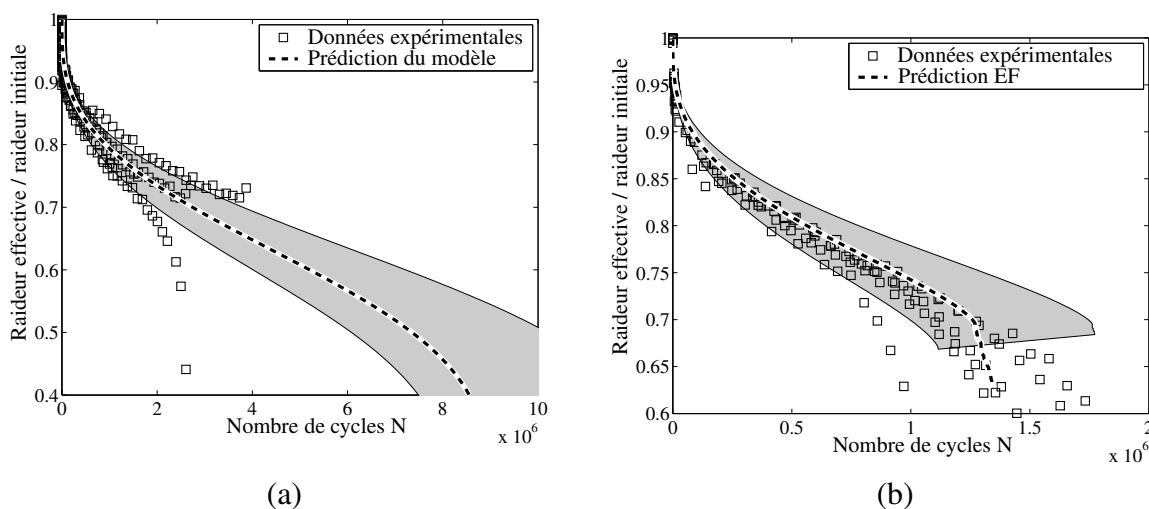 Données expérimentales
Prédiction du modèle
Raideur effective / raideur initiale
1
0.9
0.8
0.7
0.6
0.5
0.4
0
2
4
6
8
10
x 10^6
Nombre de cycles N
(a)
Données expérimentales
Prédiction EF
Raideur effective / raideur initiale
1
0.95
0.9
0.85
0.8
0.75
0.7
0.65
0.6
0
0.5
1
1.5
2
x 10^6
Nombre de cycles N
(b)